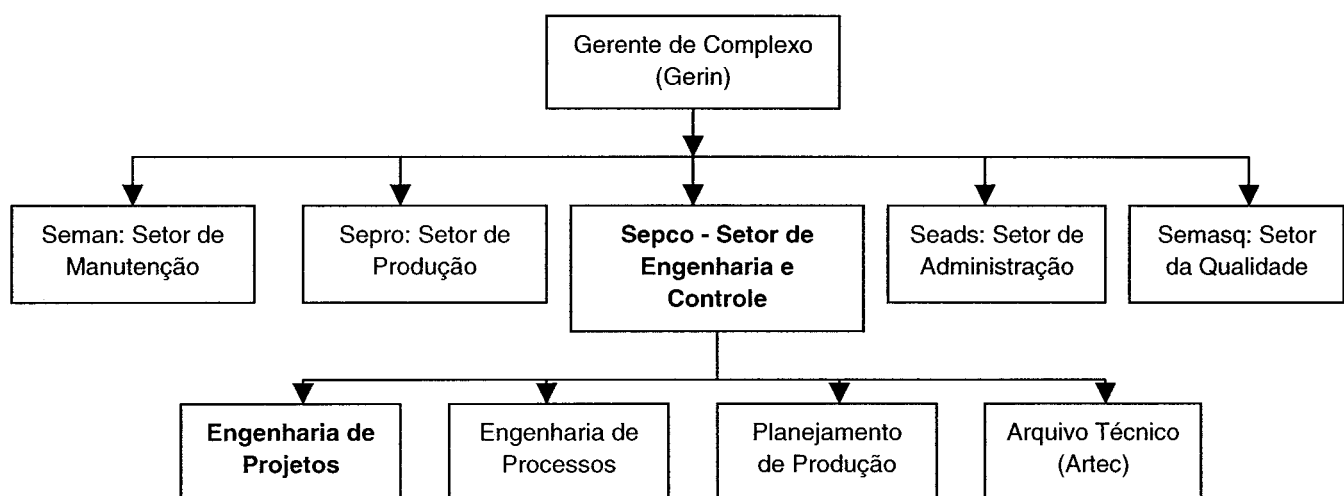 Gerente de Complexo
(Gerin)
Seman: Setor de
Manutenção
Sepro: Setor de
Produção
Sepco - Setor de
Engenharia e
Controle
Seads: Setor de
Administração
Semasq: Setor
da Qualidade
Engenharia de
Projetos
Engenharia de
Processos
Planejamento
de Produção
Arquivo Técnico
(Artec)